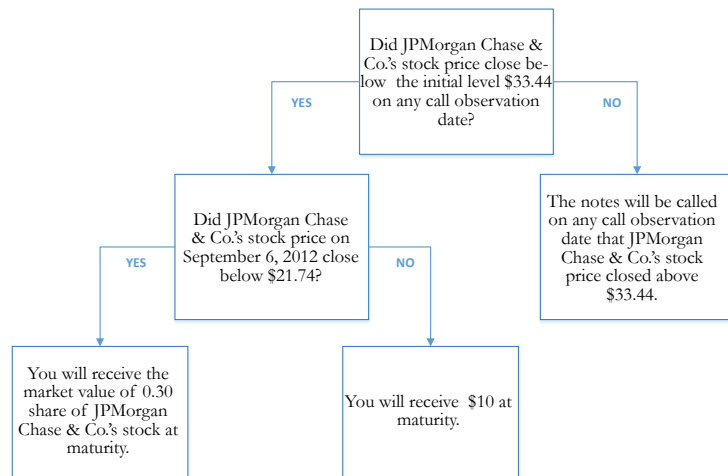 Did JPMorgan Chase &
Co.'s stock price close be-
low the initial level $33.44
on any call observation
date?
YES
NO
Did JPMorgan Chase
& Co.'s stock price on
September 6, 2012 close
below $21.74?
The notes will be called
on any call observation
date that JPMorgan
Chase & Co.'s stock
price closed above
$33.44.
YES
NO
You will receive the
market value of 0.30
share of JPMorgan
Chase & Co.'s stock at
maturity.
You will receive $10 at
maturity.